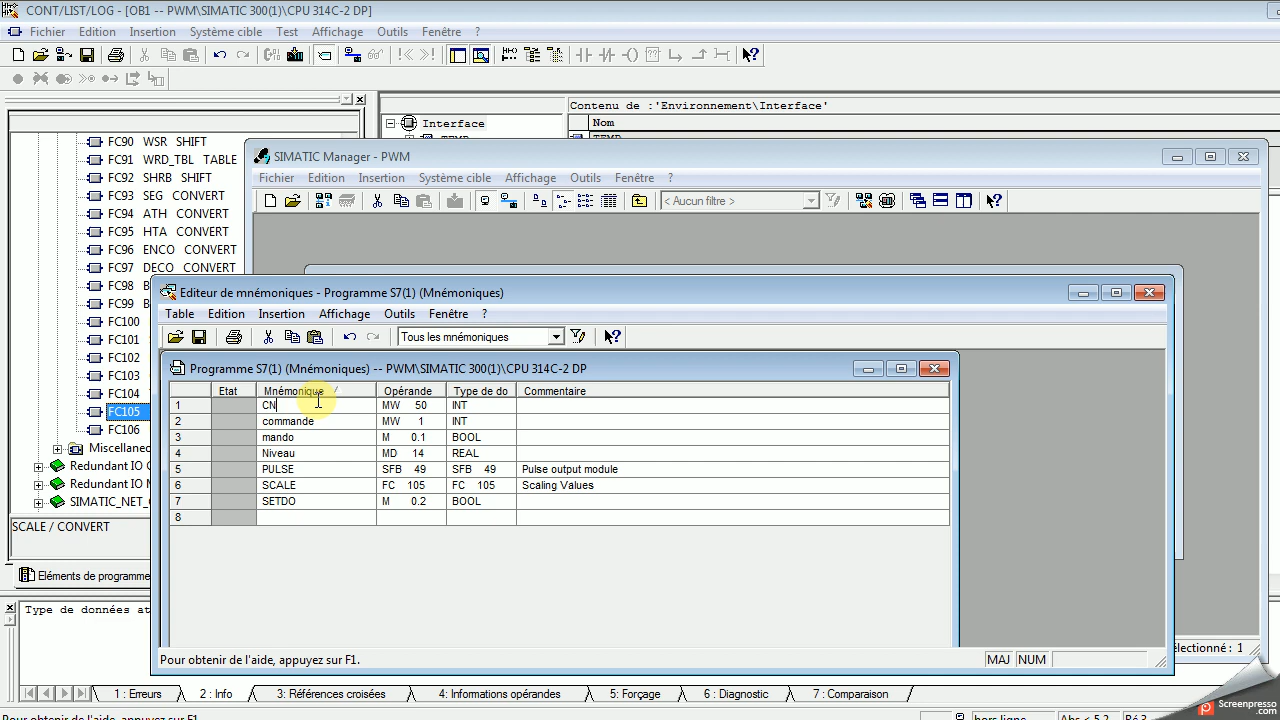 CONT/LIST/LOG - [OB1 -- PWM\SIMATIC 300(1)\CPU 314C-2 DP]
Fichier Edition Insertion Système cible Test Affichage Outils Fenêtre ?
Contenu de :'Environement\Interface'
Interface Nom
TEMP TEMP
FC90 WSR SHIFT
FC91 WRD_TBL TABLE
FC92 SHRB SHIFT
FC93 SEG CONVERT
FC94 ATH CONVERT
FC95 HTA CONVERT
FC96 ENCO CONVERT
FC97 DECO CONVERT
FC98 B
FC99 B
FC100
FC101
FC102
FC103
FC104
FC105
FC106
Miscellaneo
Redundant IO
Redundant IO M
SIMATIC_NET_
SCALE / CONVERT
Eléments de programme
SIMATIC Manager - PWM
Fichier Edition Insertion Système cible Affichage Outils Fenêtre ?
< Aucun filtre >
Editeur de mnémoniques - Programme S7(1) (Mnémoniques)
Table Edition Insertion Affichage Outils Fenêtre ?
Tous les mnémoniques
Programme S7(1) (Mnémoniques) -- PWM\SIMATIC 300(1)\CPU 314C-2 DP
Etat Mnémonique Opérande Type de do Commentaire
1 CN MW 50 INT
2 commande MW 1 INT
3 mando M 0.1 BOOL
4 Niveau MD 14 REAL
5 PULSE SFB 49 SFB 49 Pulse output module
6 SCALE FC 105 FC 105 Scaling Values
7 SETDO M 0.2 BOOL
8
Pour obtenir de l'aide, appuyez sur F1. MAJ NUM
électionné : 1
Type de données at
1 : Erreurs 2 : Info 3 : Références croisées 4 : Informations opérandes 5 : Forçage 6 : Diagnostic 7 : Comparaison
Pour obtenir de l'aide, appuyez sur F1. hors ligne Abs < 5.2
Screenpresso
.com